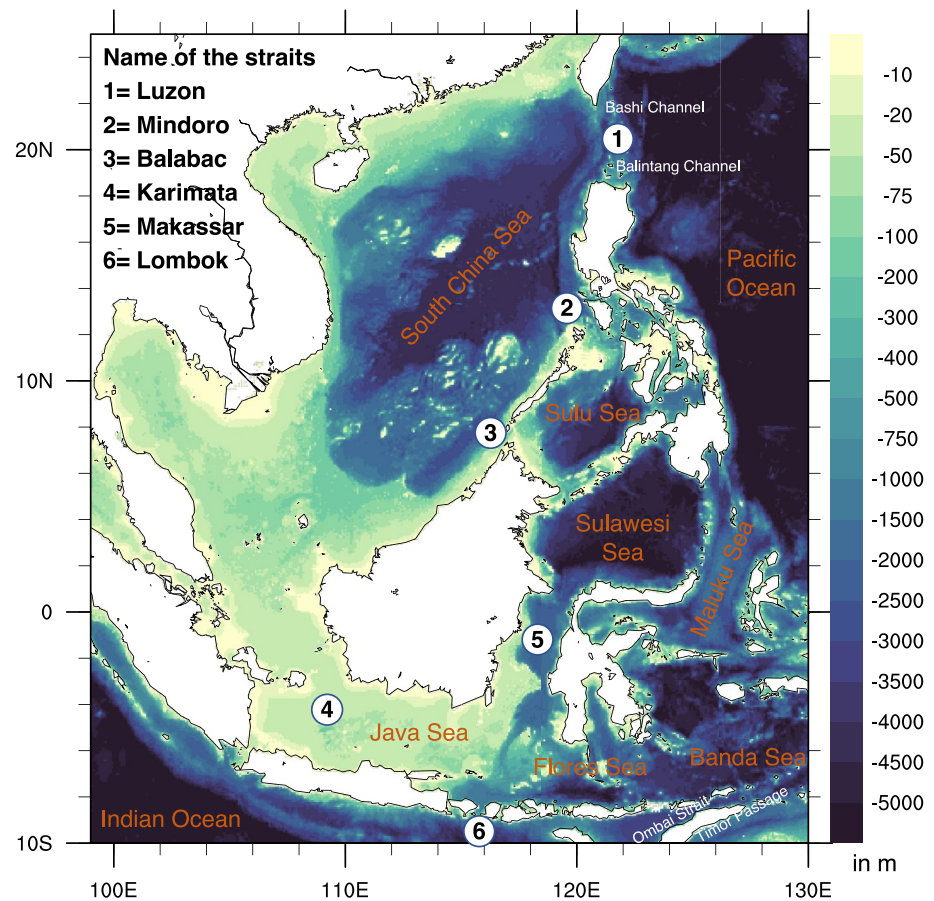 Name of the straits
1= Luzon
2= Mindoro
3= Balabac
4= Karimata
5= Makassar
6= Lombok
Bashi Channel
1
Balintang Channel
South China Sea
Pacific
Ocean
2
3
Sulu Sea
Sulawesi
Sea
Maluku Sea
5
4
Java Sea
Flores Sea
Banda Sea
Indian Ocean
Ombai Strait
Timor Passage
6
20N
10N
0
10S
100E
110E
120E
130E
-10
-20
-50
-75
-100
-200
-300
-400
-500
-750
-1000
-1500
-2000
-2500
-3000
-3500
-4000
-4500
-5000
in m